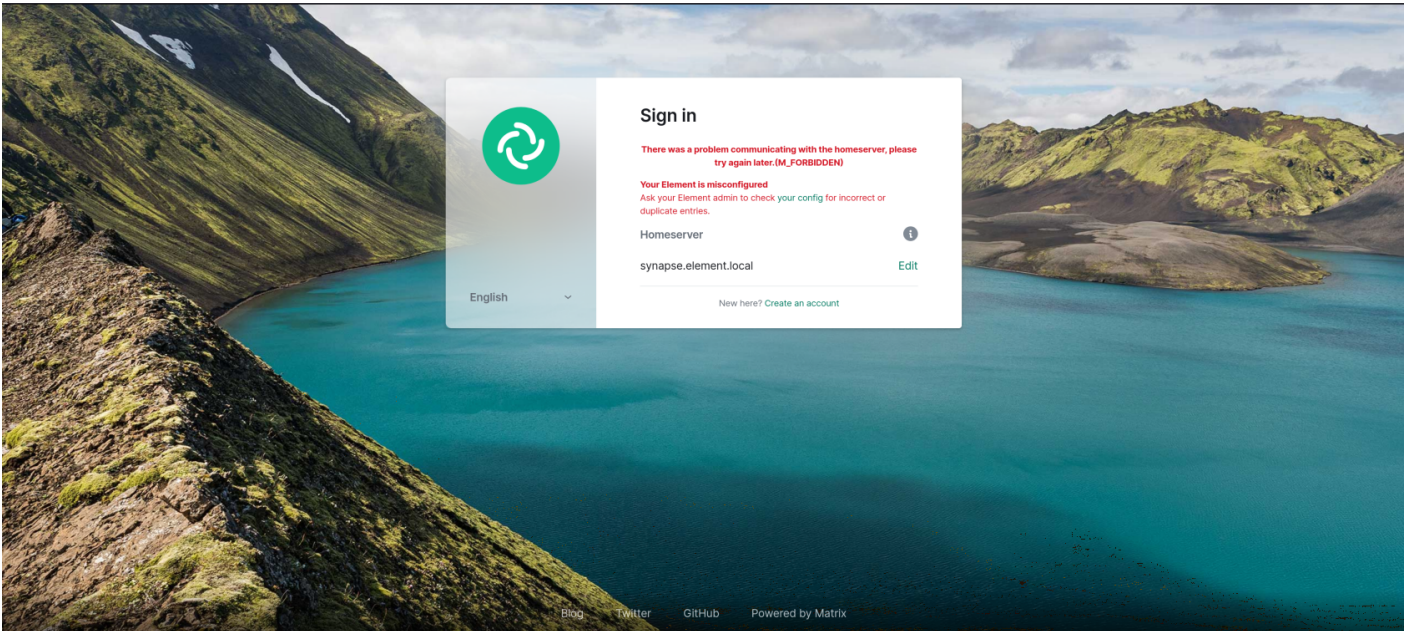 Sign in
There was a problem communicating with the homeserver, please
try again later.(M_FORBIDDEN)
Your Element is misconfigured
Ask your Element admin to check your config for incorrect or
duplicate entries.
Homeserver
synapse.element.local Edit
English
New here? Create an account
Blog Twitter GitHub Powered by Matrix